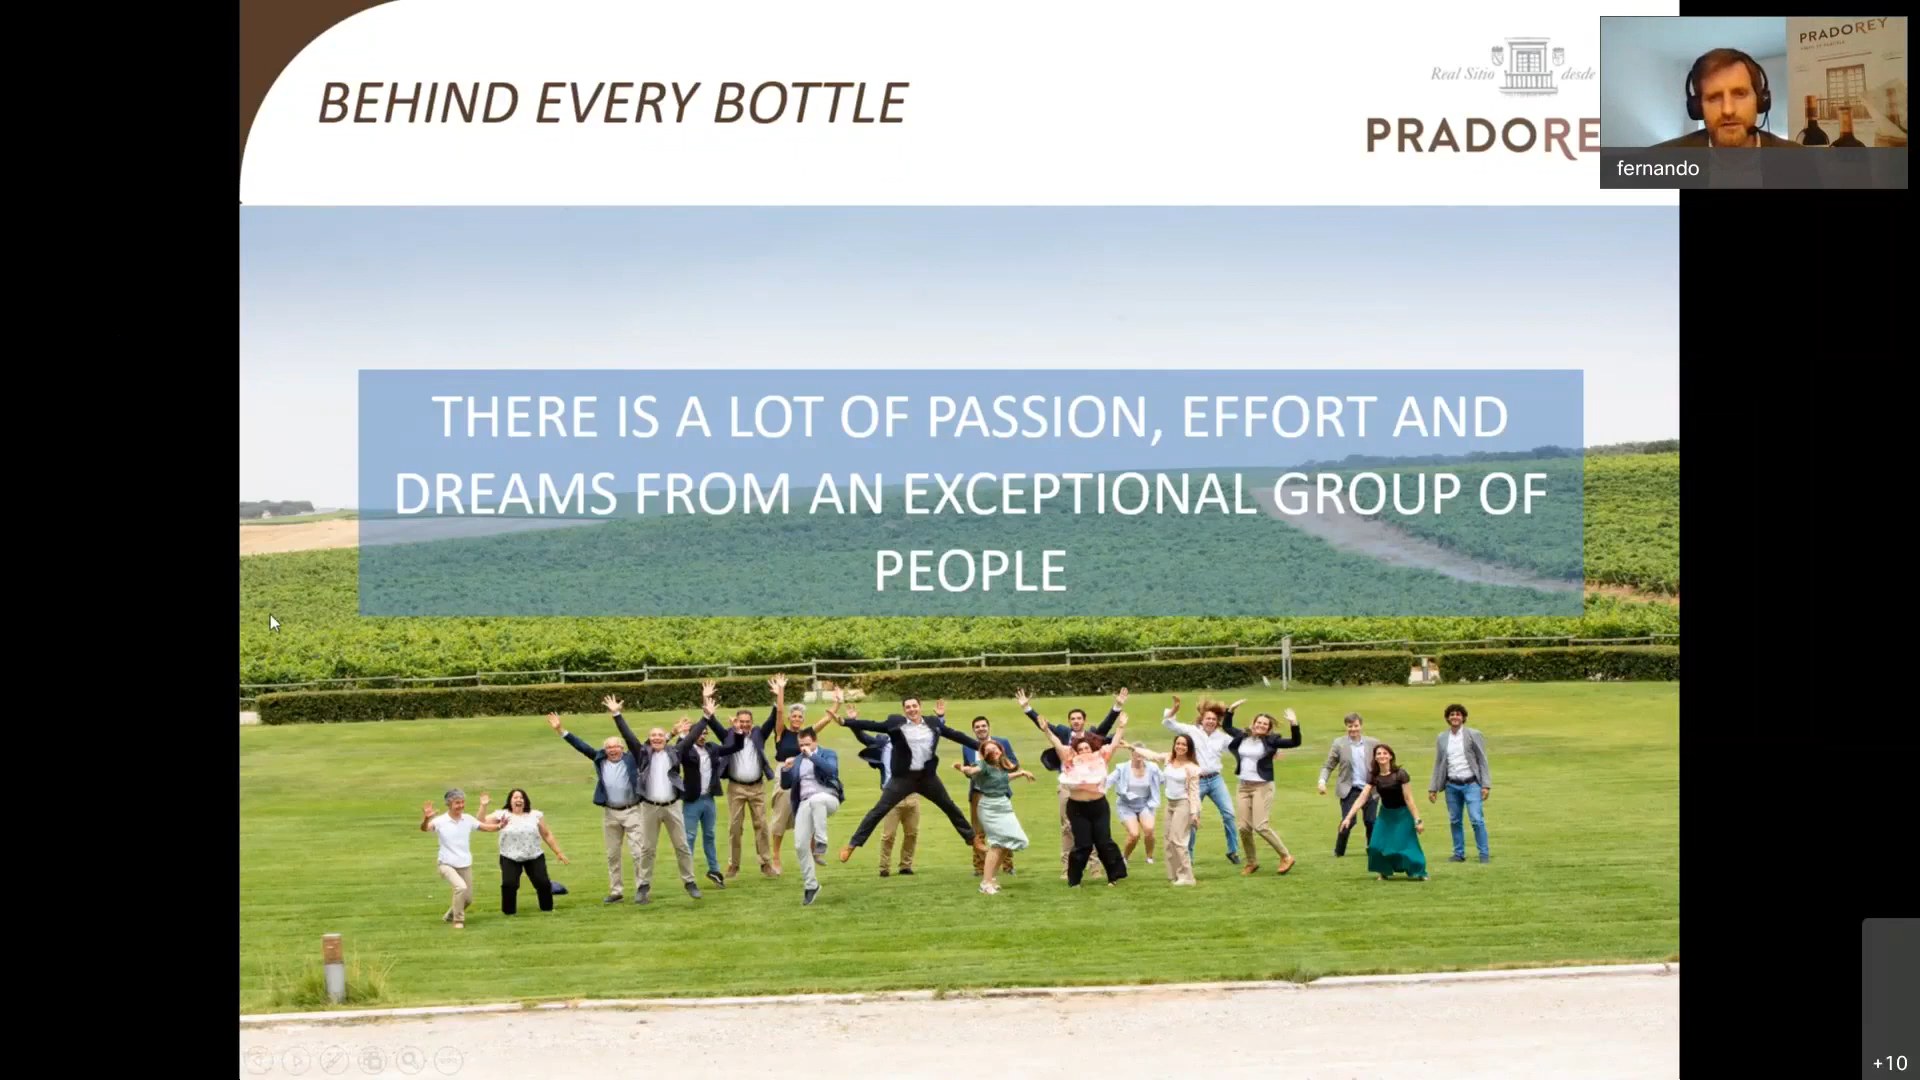 BEHIND EVERY BOTTLE
Real Sitio desde
PRADORE
PRADOREY
fernando
THERE IS A LOT OF PASSION, EFFORT AND
DREAMS FROM AN EXCEPTIONAL GROUP OF
PEOPLE
+10